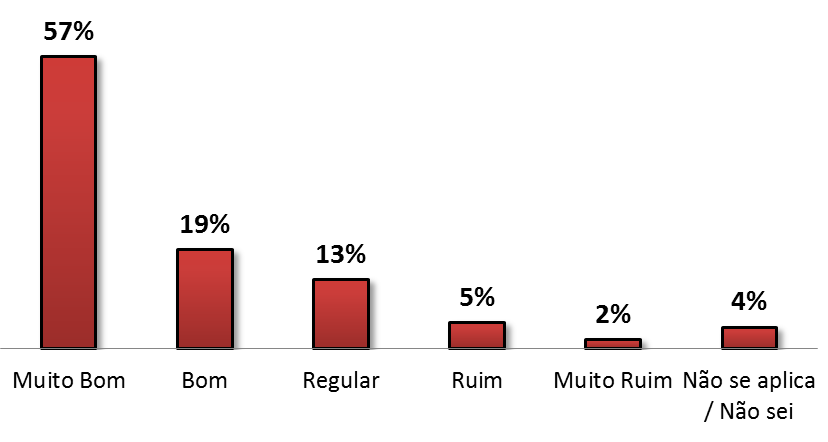 57%
19%
13%
5%
2%
4%
Muito Bom
Bom
Regular
Ruim
Muito Ruim
Não se aplica
/ Não sei